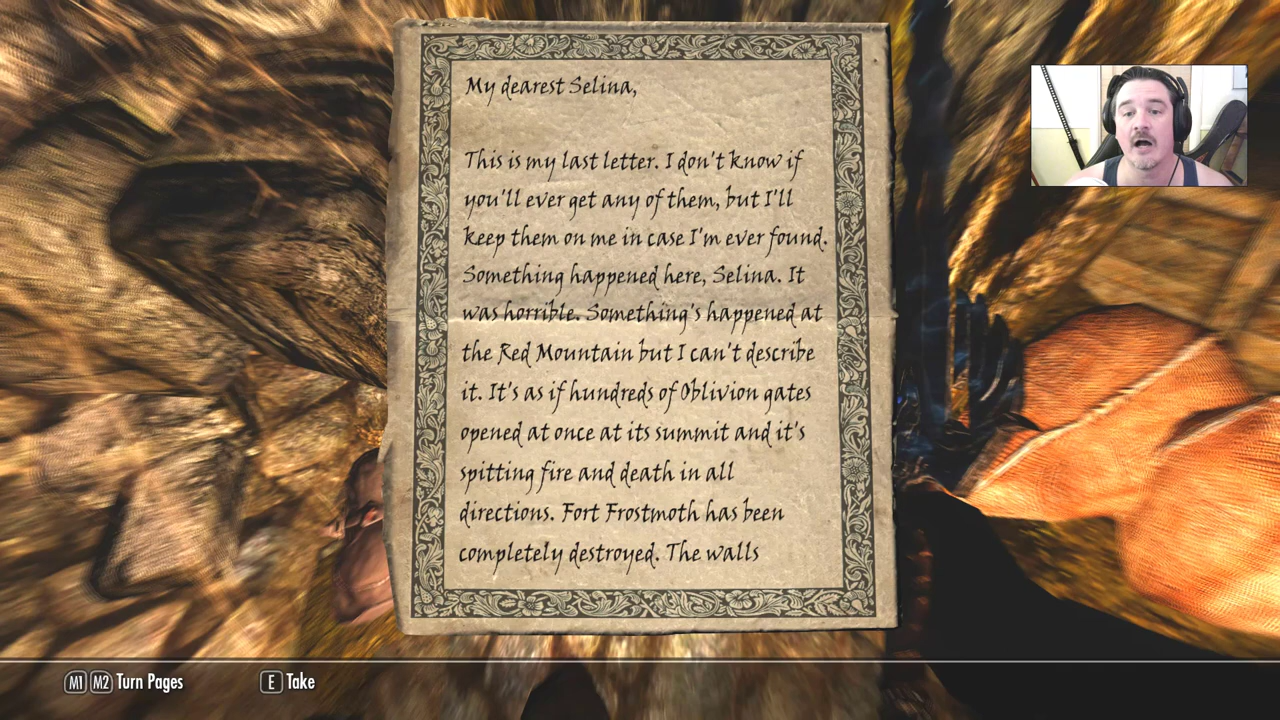 My dearest Selina,
This is my last letter. I don't know if
you'll ever get any of them, but I'll
keep them on me in case I'm ever found.
Something happened here, Selina. It
was horrible. Something's happened at
the Red Mountain but I can't describe
it. It's as if hundreds of Oblivion gates
opened at once at its summit and it's
spitting fire and death in all
directions. Fort Frostmoth has been
completely destroyed. The walls
M1 M2 Turn Pages E Take